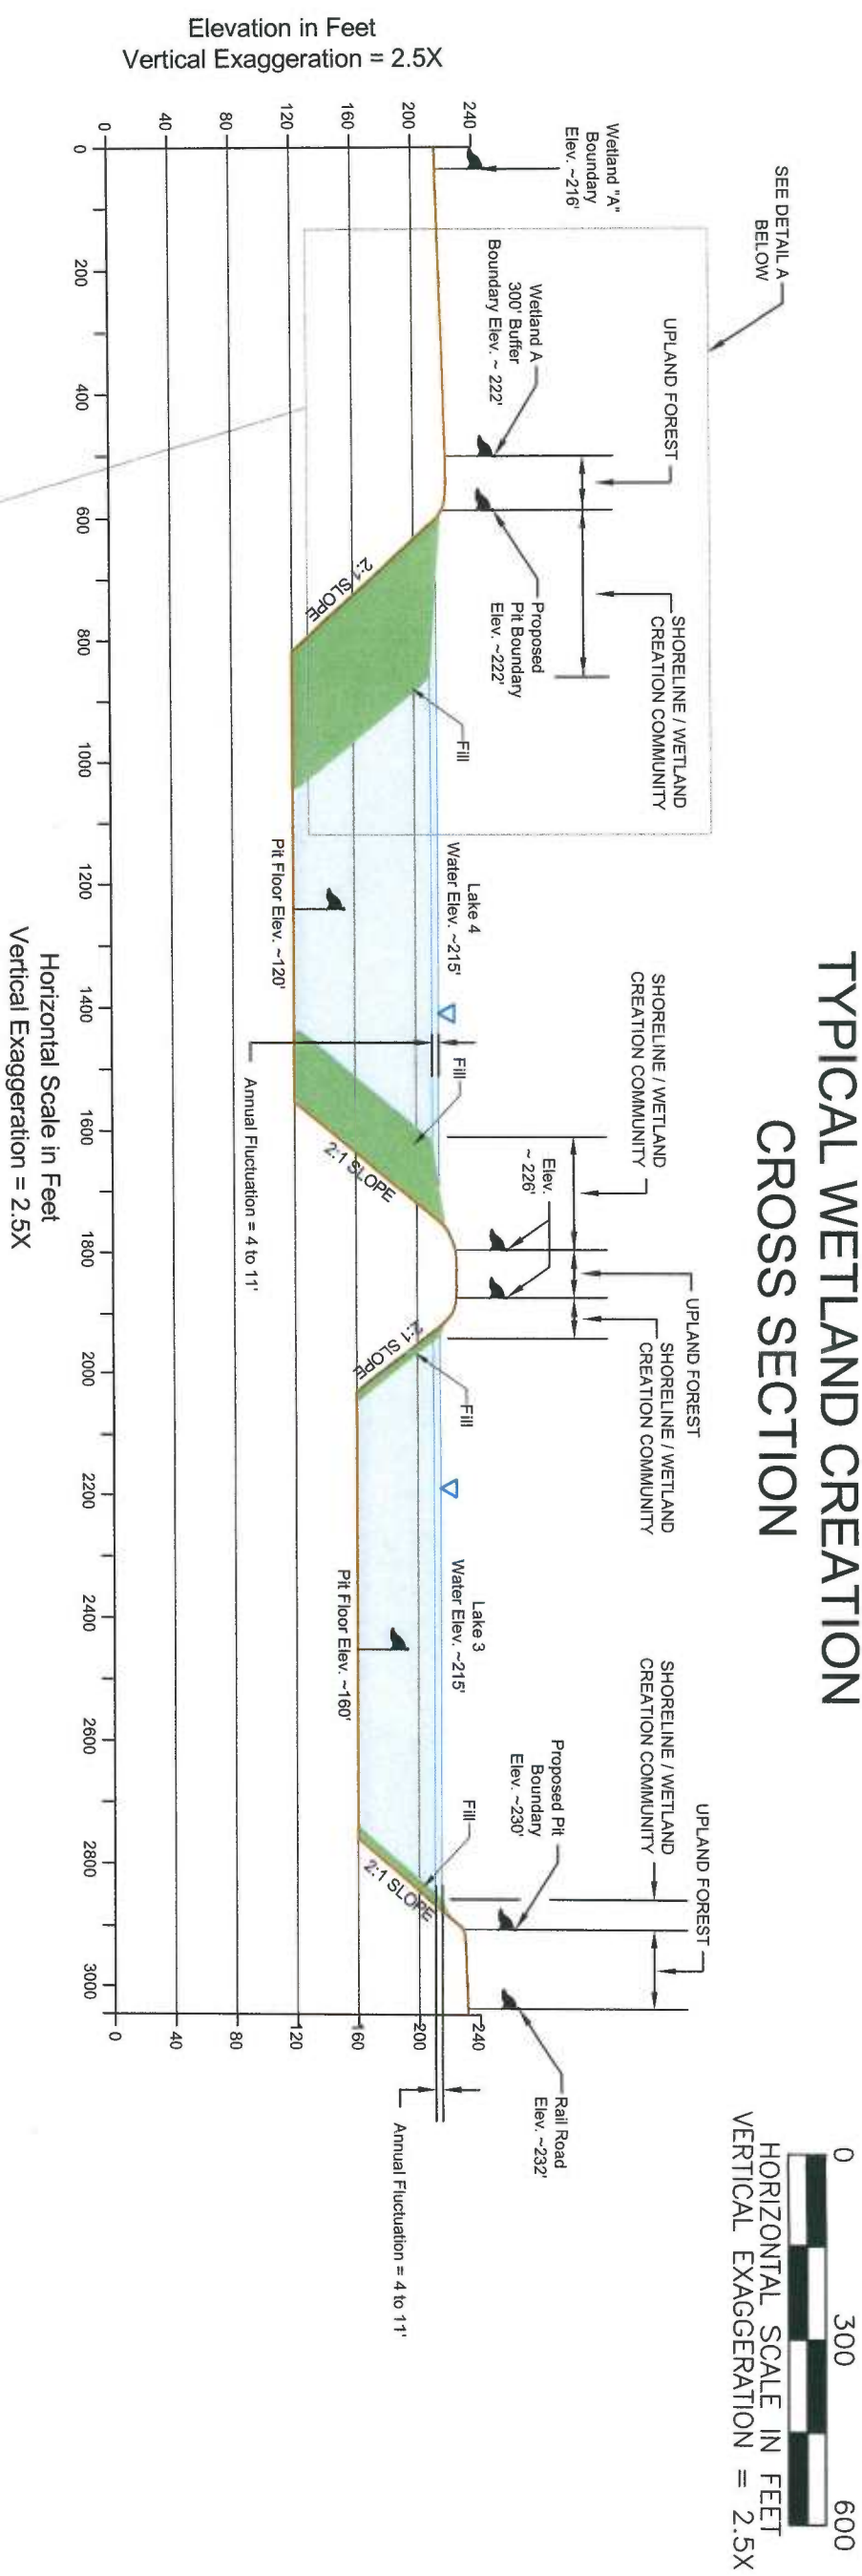 TYPICAL WETLAND CREATION
CROSS SECTION
0 300 600
HORIZONTAL SCALE IN FEET
VERTICAL EXAGGERATION = 2.5X
SEE DETAIL A
BELOW
UPLAND FOREST
SHORELINE / WETLAND
CREATION COMMUNITY
SHORELINE / WETLAND
CREATION COMMUNITY
UPLAND FOREST
SHORELINE / WETLAND
CREATION COMMUNITY
SHORELINE / WETLAND
CREATION COMMUNITY
UPLAND FOREST
Wetland "A"
Boundary
Elev. ~216'
Wetland A
300' Buffer
Boundary Elev. ~ 222'
Proposed
Pit Boundary
Elev. ~222'
Elev.
~ 226'
Proposed Pit
Boundary
Elev. ~230'
Rail Road
Elev. ~232'
Fill
Lake 4
Water Elev. ~215'
Fill
Fill
Lake 3
Water Elev. ~215'
Fill
2:1 SLOPE
2:1 SLOPE
2:1 SLOPE
2:1 SLOPE
Pit Floor Elev. ~120'
Annual Fluctuation = 4 to 11'
Pit Floor Elev. ~160'
Annual Fluctuation = 4 to 11'
Elevation in Feet
Vertical Exaggeration = 2.5X
240
200
160
120
80
40
0
240
200
160
120
80
40
0
0 200 400 600 800 1000 1200 1400 1600 1800 2000 2200 2400 2600 2800 3000
Horizontal Scale in Feet
Vertical Exaggeration = 2.5X